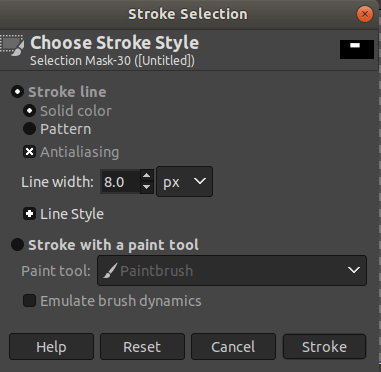 Stroke Selection
Choose Stroke Style
Selection Mask-30 ([Untitled])
Stroke line
Solid color
Pattern
Antialiasing
Line width: 8.0 px
Line Style
Stroke with a paint tool
Paint tool: Paintbrush
Emulate brush dynamics
Help Reset Cancel Stroke